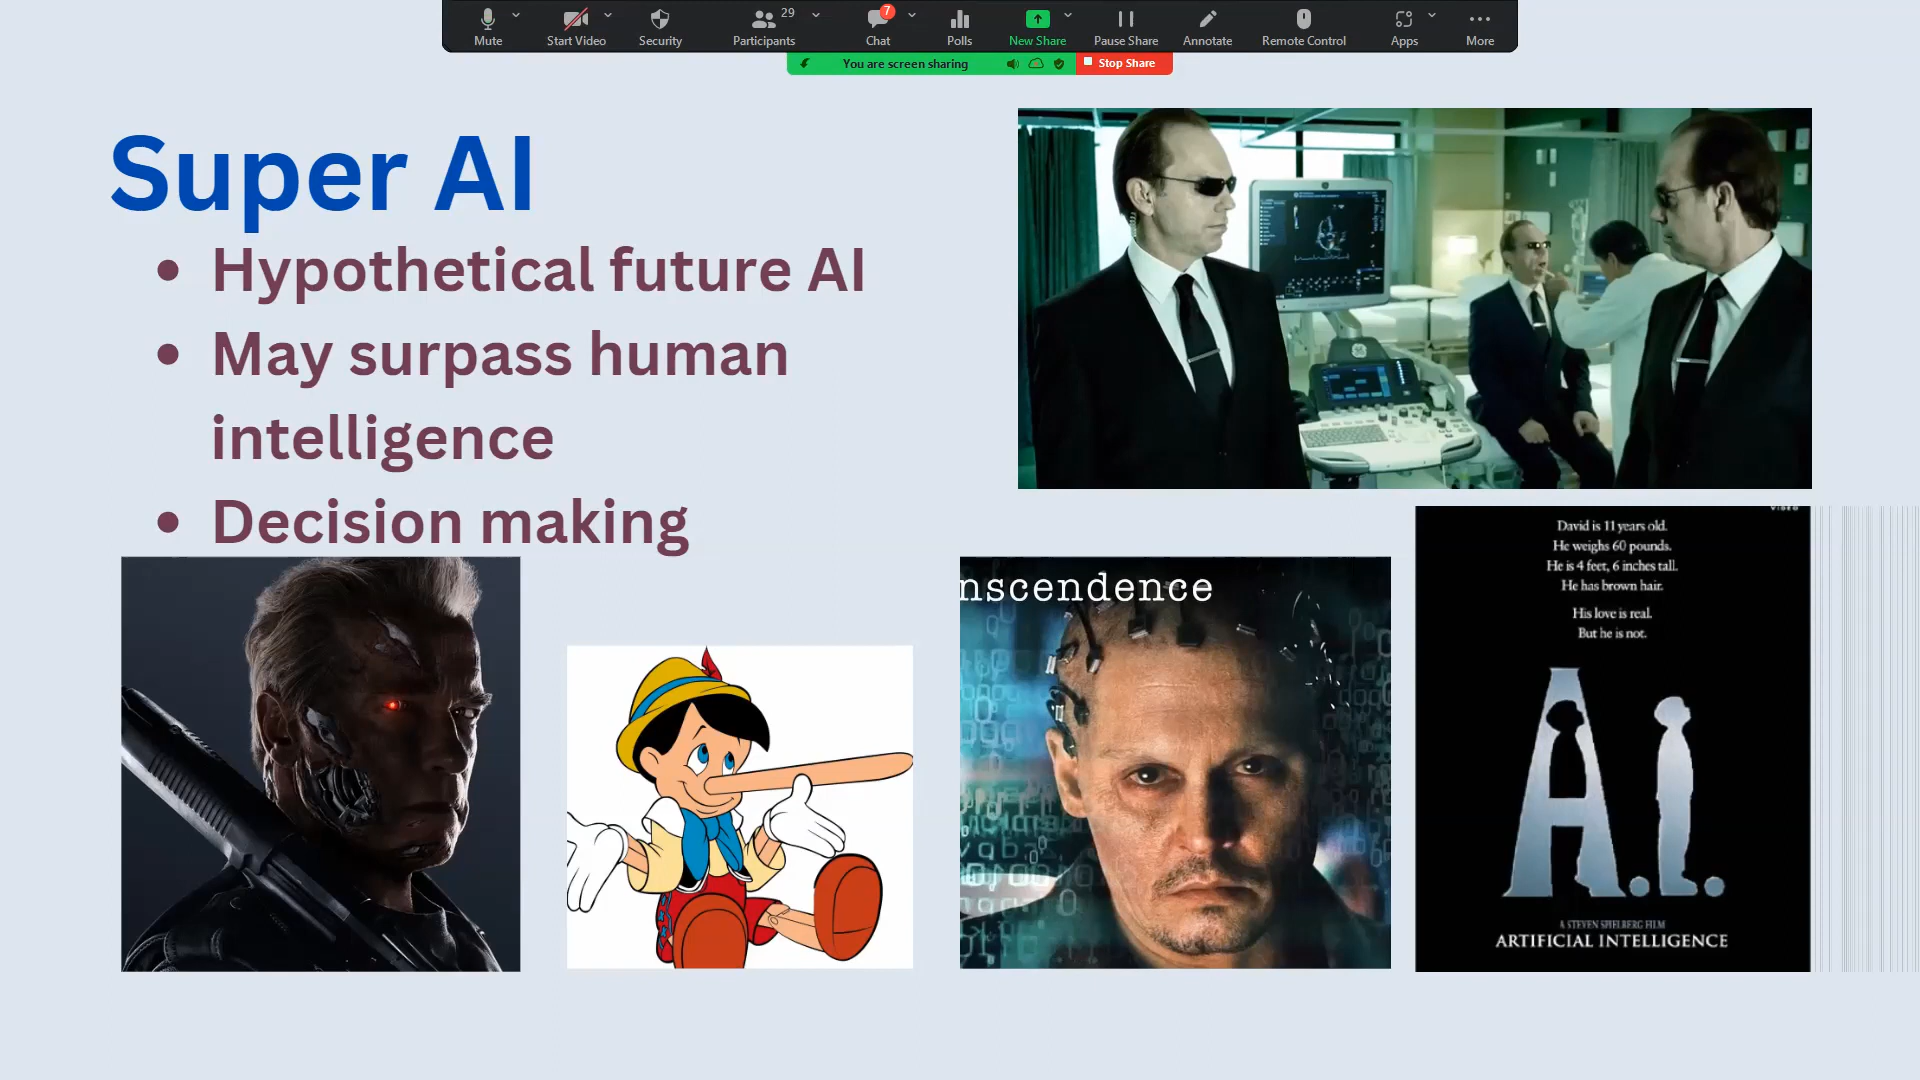 Mute
Start Video
Security
Participants
29
Chat
7
Polls
New Share
Pause Share
Annotate
Remote Control
Apps
More
You are screen sharing
Stop Share
Super AI
• Hypothetical future AI
• May surpass human
intelligence
• Decision making
nscendence
VIDEO
David is 11 years old.
He weighs 60 pounds.
He is 4 feet, 6 inches tall.
He has brown hair.
His love is real.
But he is not.
A.I.
A STEVEN SPIELBERG FILM
ARTIFICIAL INTELLIGENCE